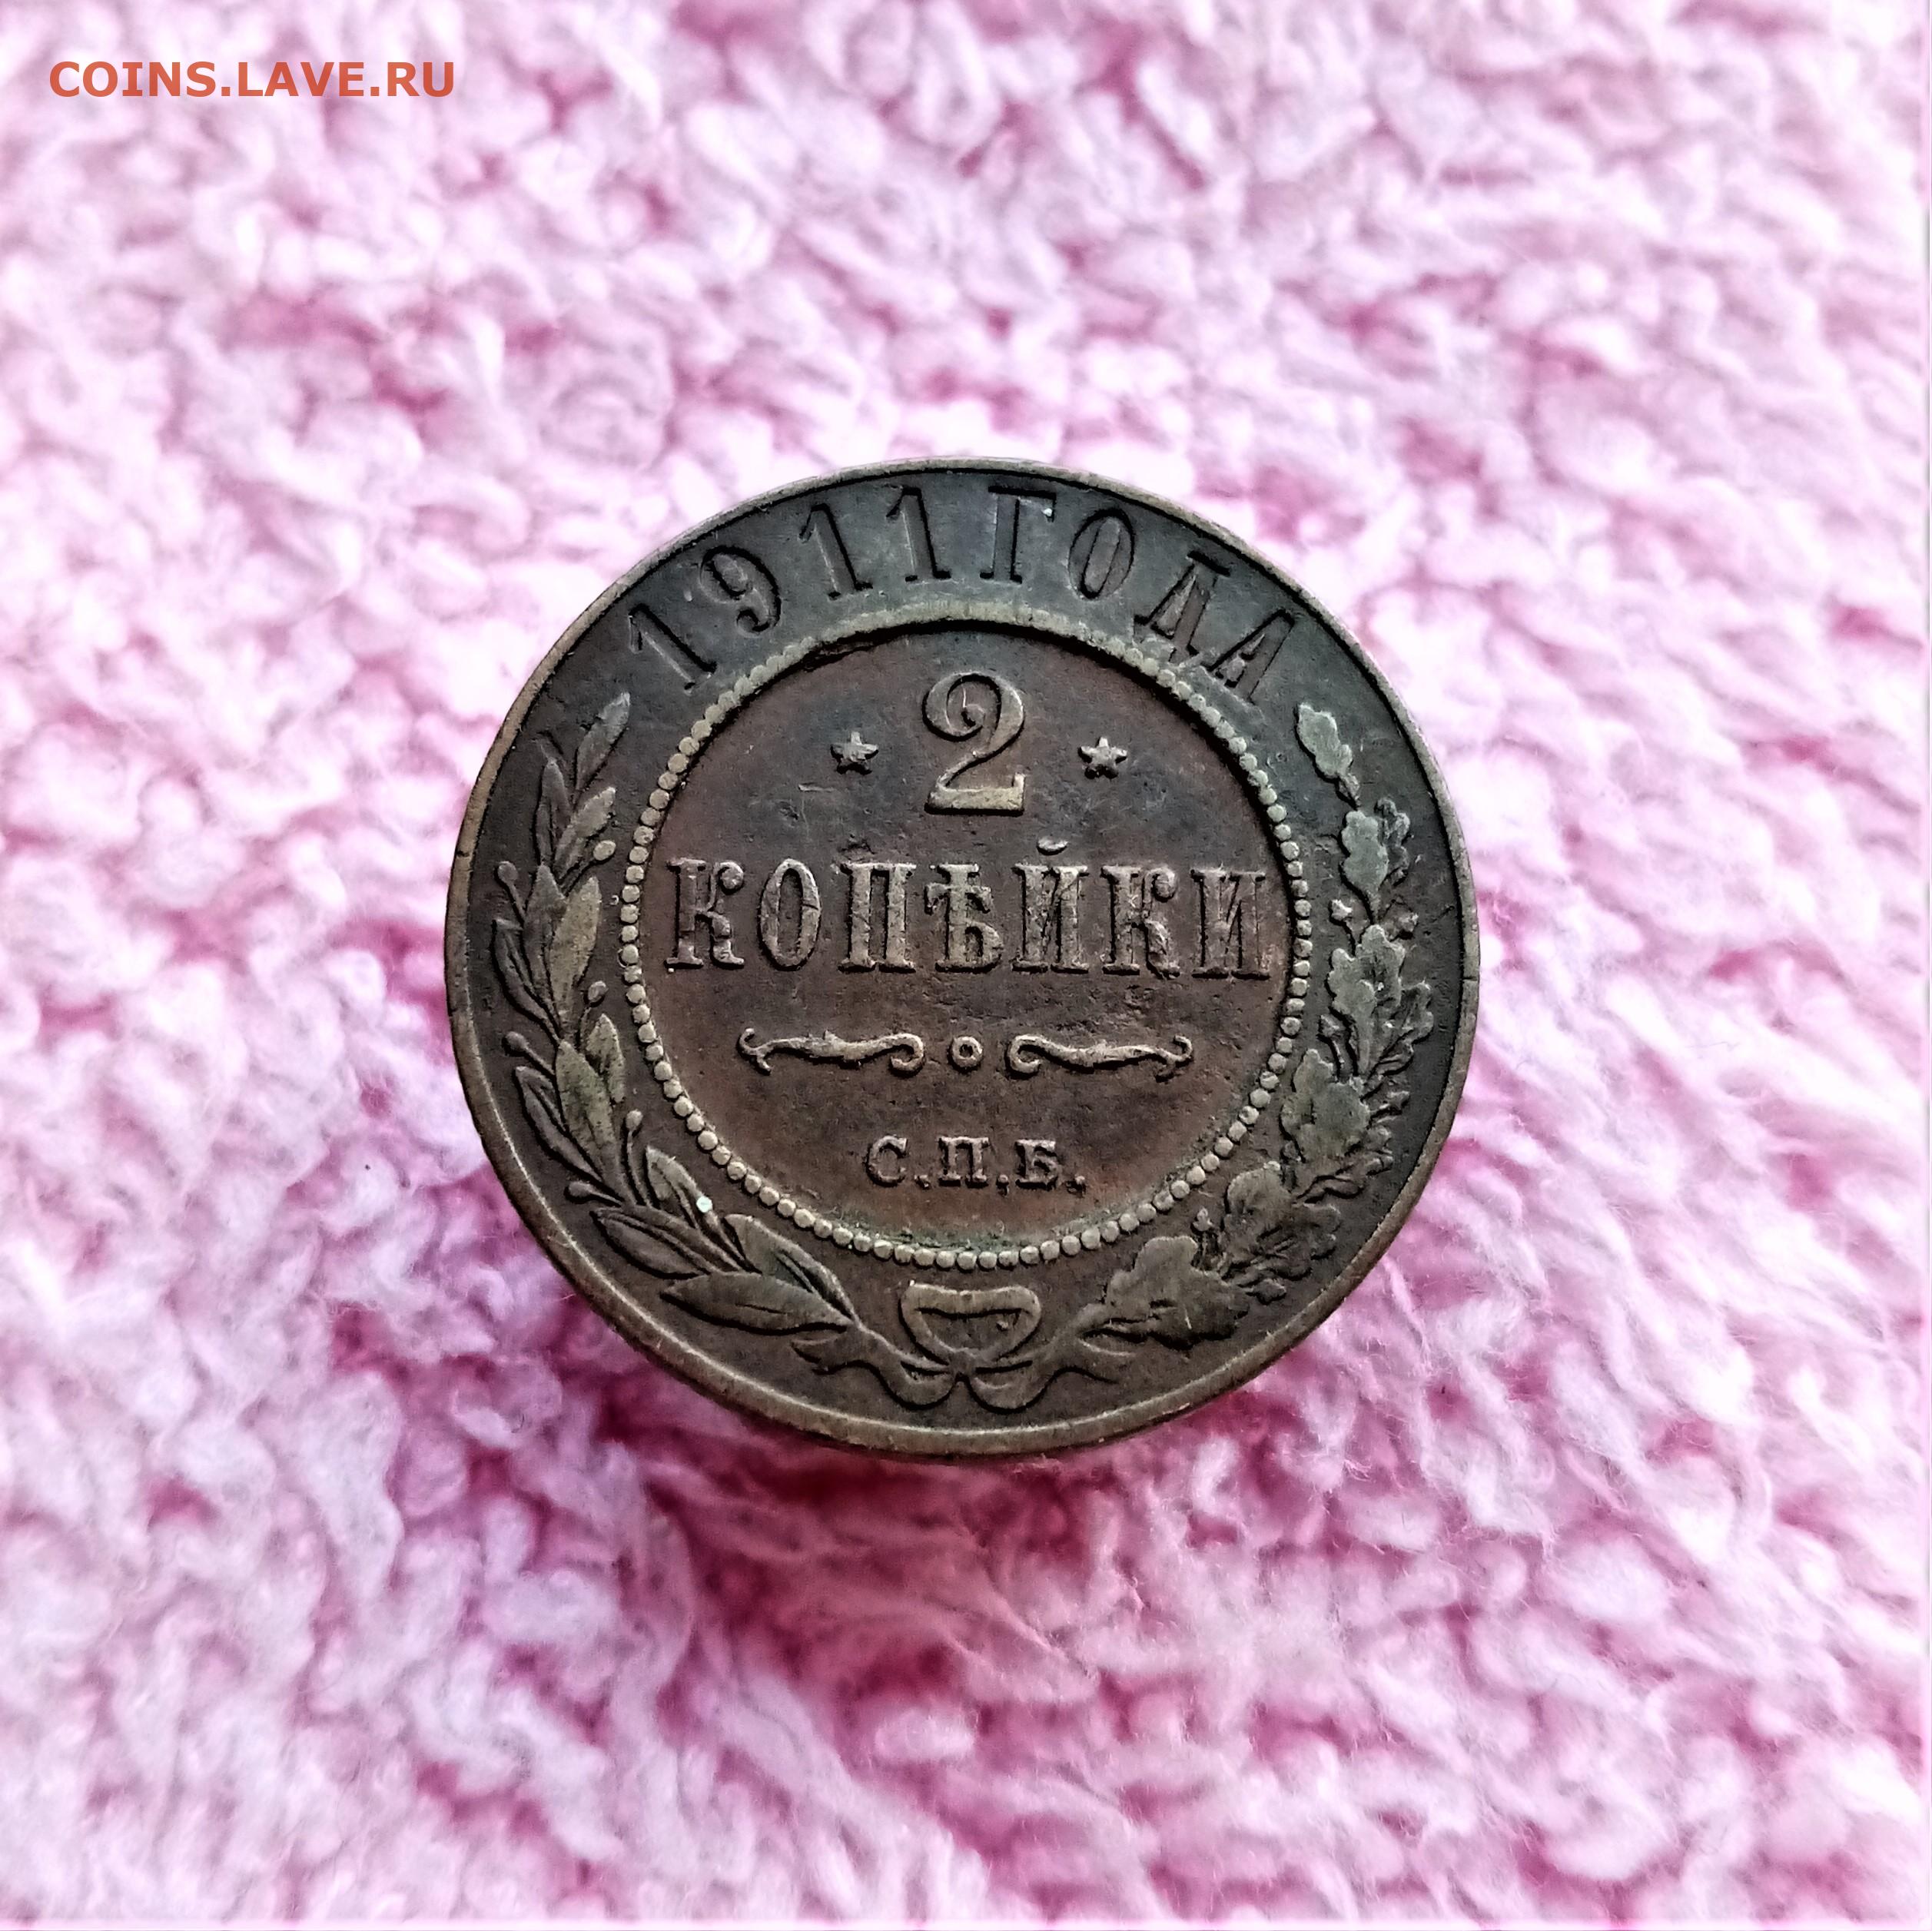 COINS.LAVE.RU
1911 ГОДА
2
КОПѢЙКИ
С.П.Б.